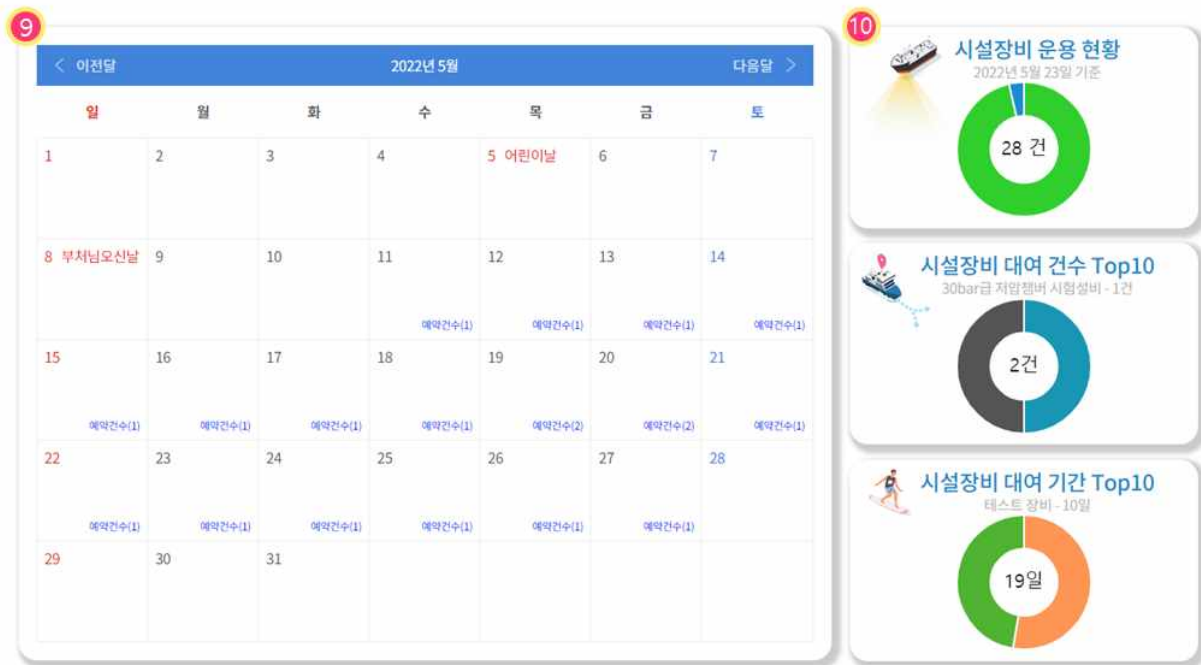 9
< 이전달 2022년 5월 다음달 >
일 월 화 수 목 금 토
1 2 3 4 5 어린이날 6 7
8 부처님오신날 9 10 11 12 13 14
예약건수(1) 예약건수(1) 예약건수(1) 예약건수(1)
15 16 17 18 19 20 21
예약건수(1) 예약건수(1) 예약건수(1) 예약건수(1) 예약건수(2) 예약건수(2) 예약건수(1)
22 23 24 25 26 27 28
예약건수(1) 예약건수(1) 예약건수(1) 예약건수(1) 예약건수(1) 예약건수(1)
29 30 31
10
시설장비 운용 현황
2022년 5월 23일 기준
28 건
시설장비 대여 건수 Top10
30bar급 저압챔버 시험설비 - 1건
2건
시설장비 대여 기간 Top10
테스트 장비 - 10일
19일